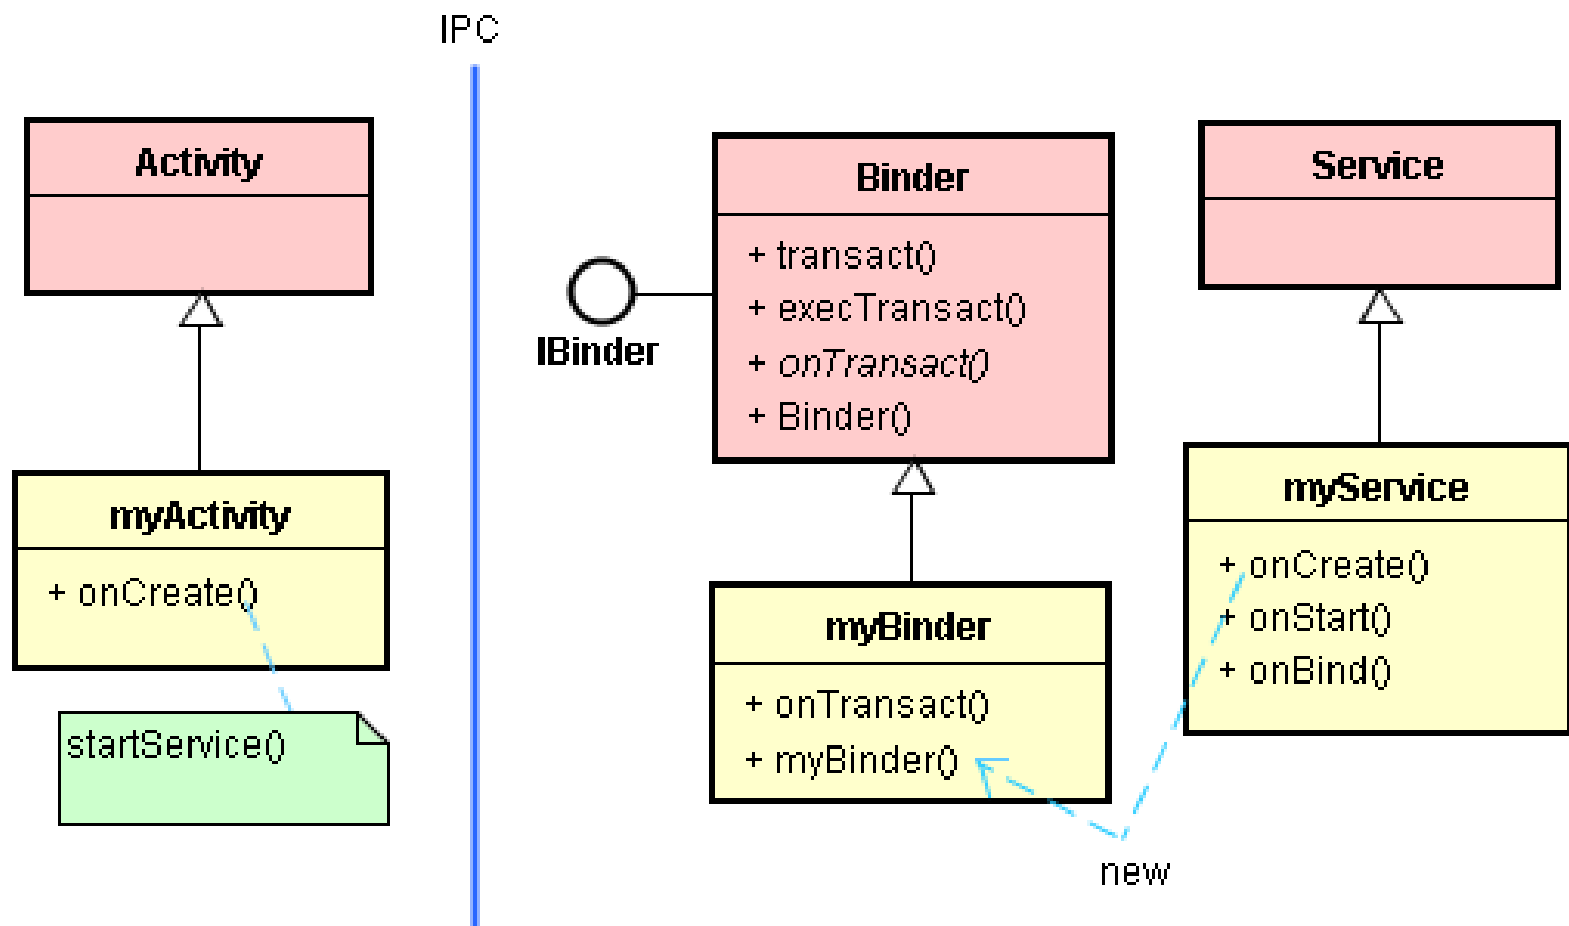 IPC
Activity
myActivity
+ onCreate()
startService()
IBinder
Binder
+ transact()
+ execTransact()
+ onTransact()
+ Binder()
myBinder
+ onTransact()
+ myBinder()
Service
myService
+ onCreate()
+ onStart()
+ onBind()
new